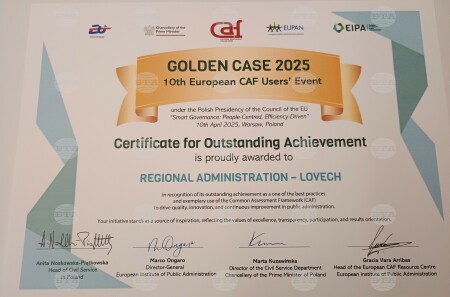 Chancellery of the
Prime Minister
caf
EUPAN
EIPA
GOLDEN CASE 2025
10th European CAF Users' Event
under the Polish Presidency of the Council of the EU
"Smart Governance: People-Centred, Efficiency-Driven"
10th April 2025, Warsaw, Poland
Certificate for Outstanding Achievement
is proudly awarded to
REGIONAL ADMINISTRATION – LOVECH
in recognition of its outstanding achievement as a one of the best practices
and exemplary use of the Common Assessment Framework (CAF)
in drive quality, innovation, and continuous improvement in public administration.
Your initiative stands as a source of inspiration, reflecting the values of excellence, transparency, participation, and results orientation.
Anita Noskowska-Piątkowska
Head of Civil Service
in Poland
Marco Ongaro
Director-General
European Institute of Public Administration
Marta Kuzawińska
Director of the Civil Service Department
Chancellery of the Prime Minister of Poland
Gracia Vara Arribas
Head of the European CAF Resource Centre
European Institute of Public Administration